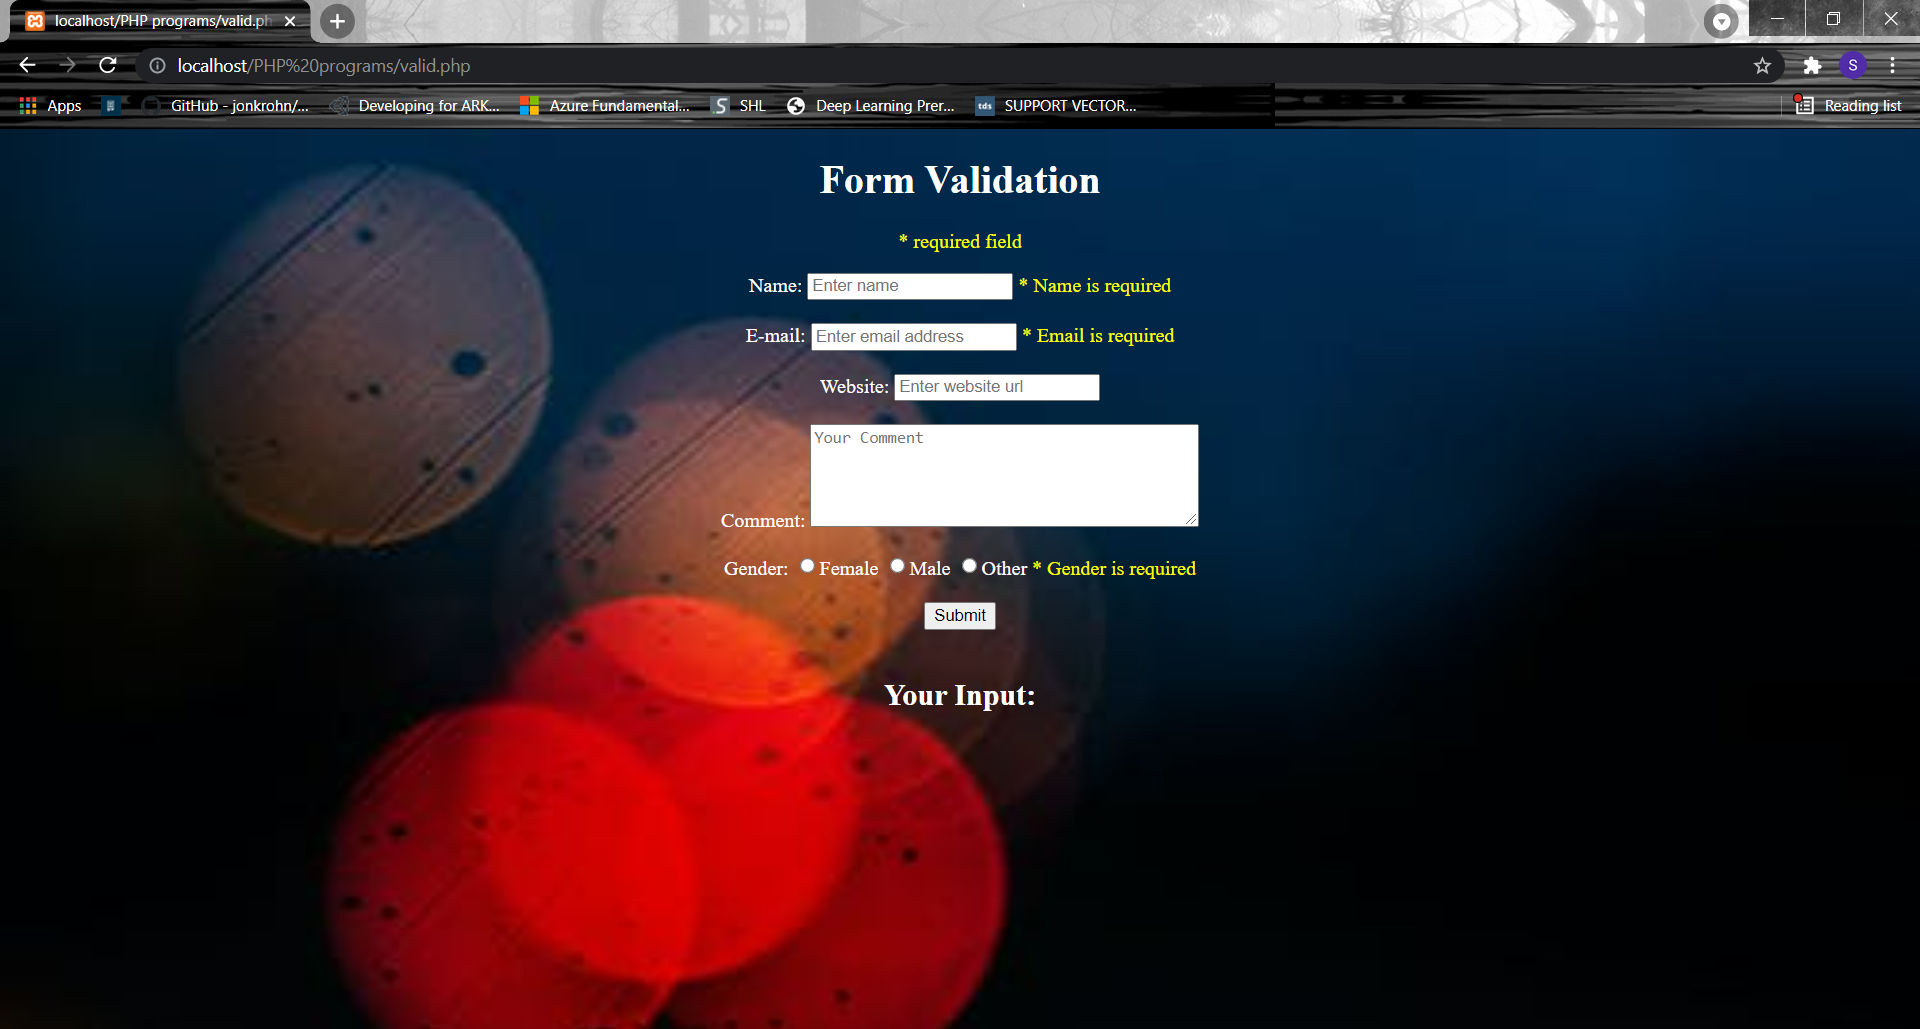 localhost/PHP programs/valid.ph
localhost/PHP%20programs/valid.php
S
Apps
GitHub - jonkrohn/...
Developing for ARK...
Azure Fundamental...
S SHL
Deep Learning Prer...
tds SUPPORT VECTOR...
Reading list
Form Validation
* required field
Name: Enter name * Name is required
E-mail: Enter email address * Email is required
Website: Enter website url
Your Comment
Comment:
Gender: Female Male Other * Gender is required
Submit
Your Input: